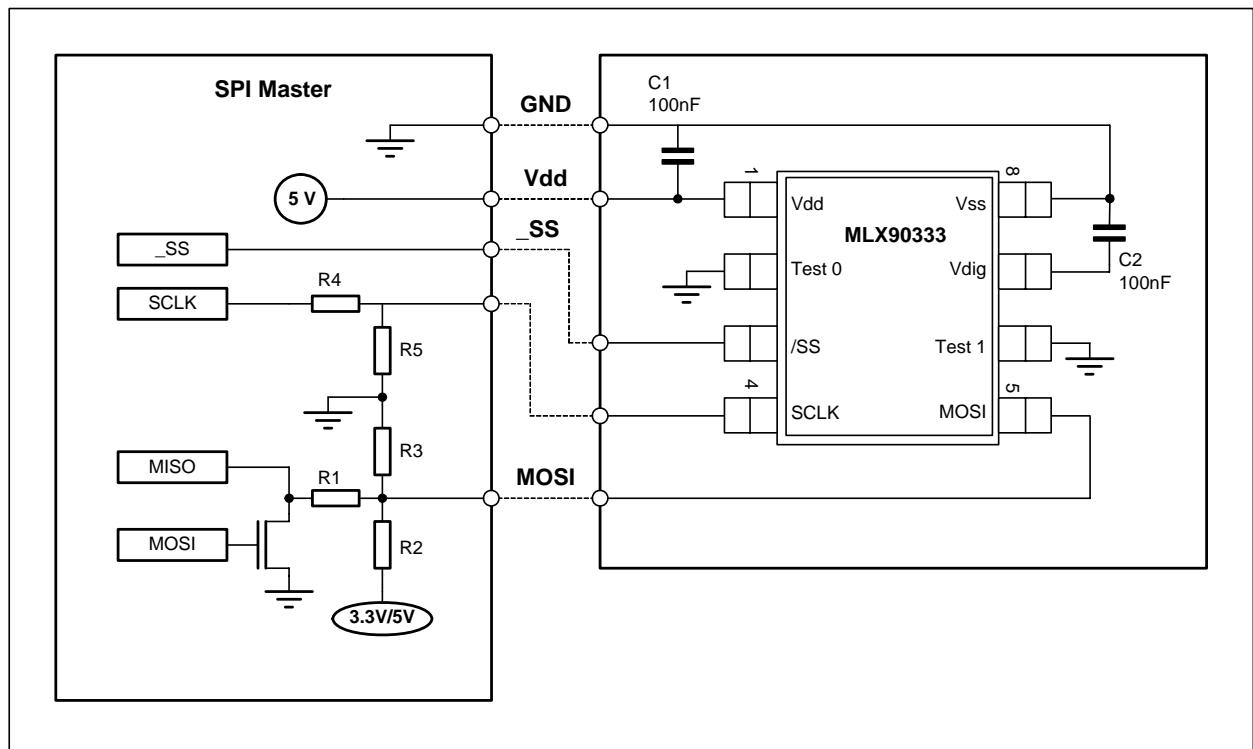 SPI Master
GND
Vdd
_SS
MOSI
5 V
_SS
SCLK
MISO
MOSI
R4
R5
R3
R1
R2
3.3V/5V
C1
100nF
MLX90333
1
Vdd
Test 0
/SS
4
SCLK
8
Vss
Vdig
Test 1
5
MOSI
C2
100nF